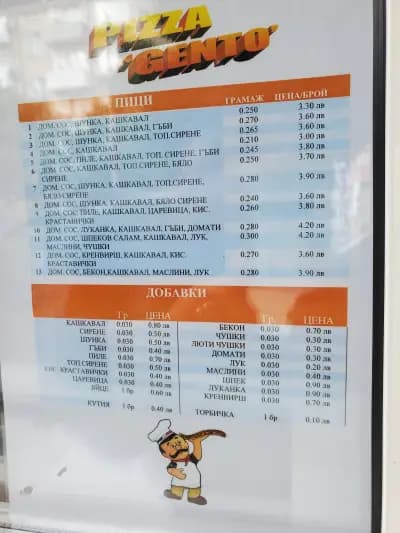 PIZZA
'GENTO'
ПИЦИ ГРАМАЖ ЦЕНА/БРОЙ
1 ДОМ. СОС, ШУНКА, КАШКАВАЛ 0.250 3.30 лв
2 ДОМ. СОС, ШУНКА, КАШКАВАЛ, ГЪБИ 0.270 3.60 лв
3 ДОМ. СОС, ШУНКА, КАШКАВАЛ, ТОП.СИРЕНЕ 0.265 3.60 лв
4 ДОМ. СОС, КАШКАВАЛ 0.210 3.00 лв
5 ДОМ. СОС, ПИЛЕ, КАШКАВАЛ, ТОП. СИРЕНЕ, ГЪБИ 0.245 3.80 лв
6 ДОМ. СОС, КАШКАВАЛ, ТОП СИРЕНЕ, БЯЛО 0.250 3.70 лв
СИРЕНЕ
7 ДОМ. СОС, ШУНКА, КАШКАВАЛ, ТОП.СИРЕНЕ, 0.280 3.90 лв
БЯЛО СИРЕНЕ
8 ДОМ. СОС, ШУНКА, КАШКАВАЛ, БЯЛО СИРЕНЕ 0.240 3.60 лв
9 ДОМ. СОС, ПИЛЕ, КАШКАВАЛ, ЦАРЕВИЦА, КИС. 0.260 3.80 лв
КРАСТАВИЧКИ
10 ДОМ. СОС, ЛУКАНКА, КАШКАВАЛ, ГЪБИ, ДОМАТИ 0.280 4.20 лв
11 ДОМ. СОС, ШПЕКОВ САЛАМ, КАШКАВАЛ, ЛУК, 0.300 4.20 лв
МАСЛИНИ, ЧУШКИ
12 ДОМ. СОС, КРЕНВИРШ, КАШКАВАЛ, КИС. 0.270 3.60 лв
КРАСТАВИЧКИ
13 ДОМ. СОС, БЕКОН,КАШКАВАЛ, МАСЛИНИ, ЛУК 0.280 3.90 лв
ДОБАВКИ
Гр. ЦЕНА Гр. ЦЕНА
КАШКАВАЛ 0.030 0.80 лв БЕКОН 0.030 0.70 лв
СИРЕНЕ 0.030 0.50 лв ЧУШКИ 0.030 0.30 лв
ШУНКА 0.030 0.50 лв ЛЮТИ ЧУШКИ 0.030 0.30 лв
ГЪБИ 0.030 0.40 лв ДОМАТИ 0.030 0.30 лв
ПИЛЕ 0.030 0.70 лв ЛУК 0.030 0.20 лв
ТОП.СИРЕНЕ 0.030 0.50 лв МАСЛИНИ 0.030 0.40 лв
КИС. КРАСТАВИЧКИ 0.030 0.40 лв ШПЕК 0.030 0.90 лв
ЦАРЕВИЦА 0.030 0.40 лв ЛУКАНКА 0.030 0.90 лв
ЯЙЦЕ 1 бр 0.60 лв КРЕНВИРШ 0.030 0.70 лв
КУТИЯ 1 бр 0.40 лв ТОРБИЧКА 1 бр 0.10 лв